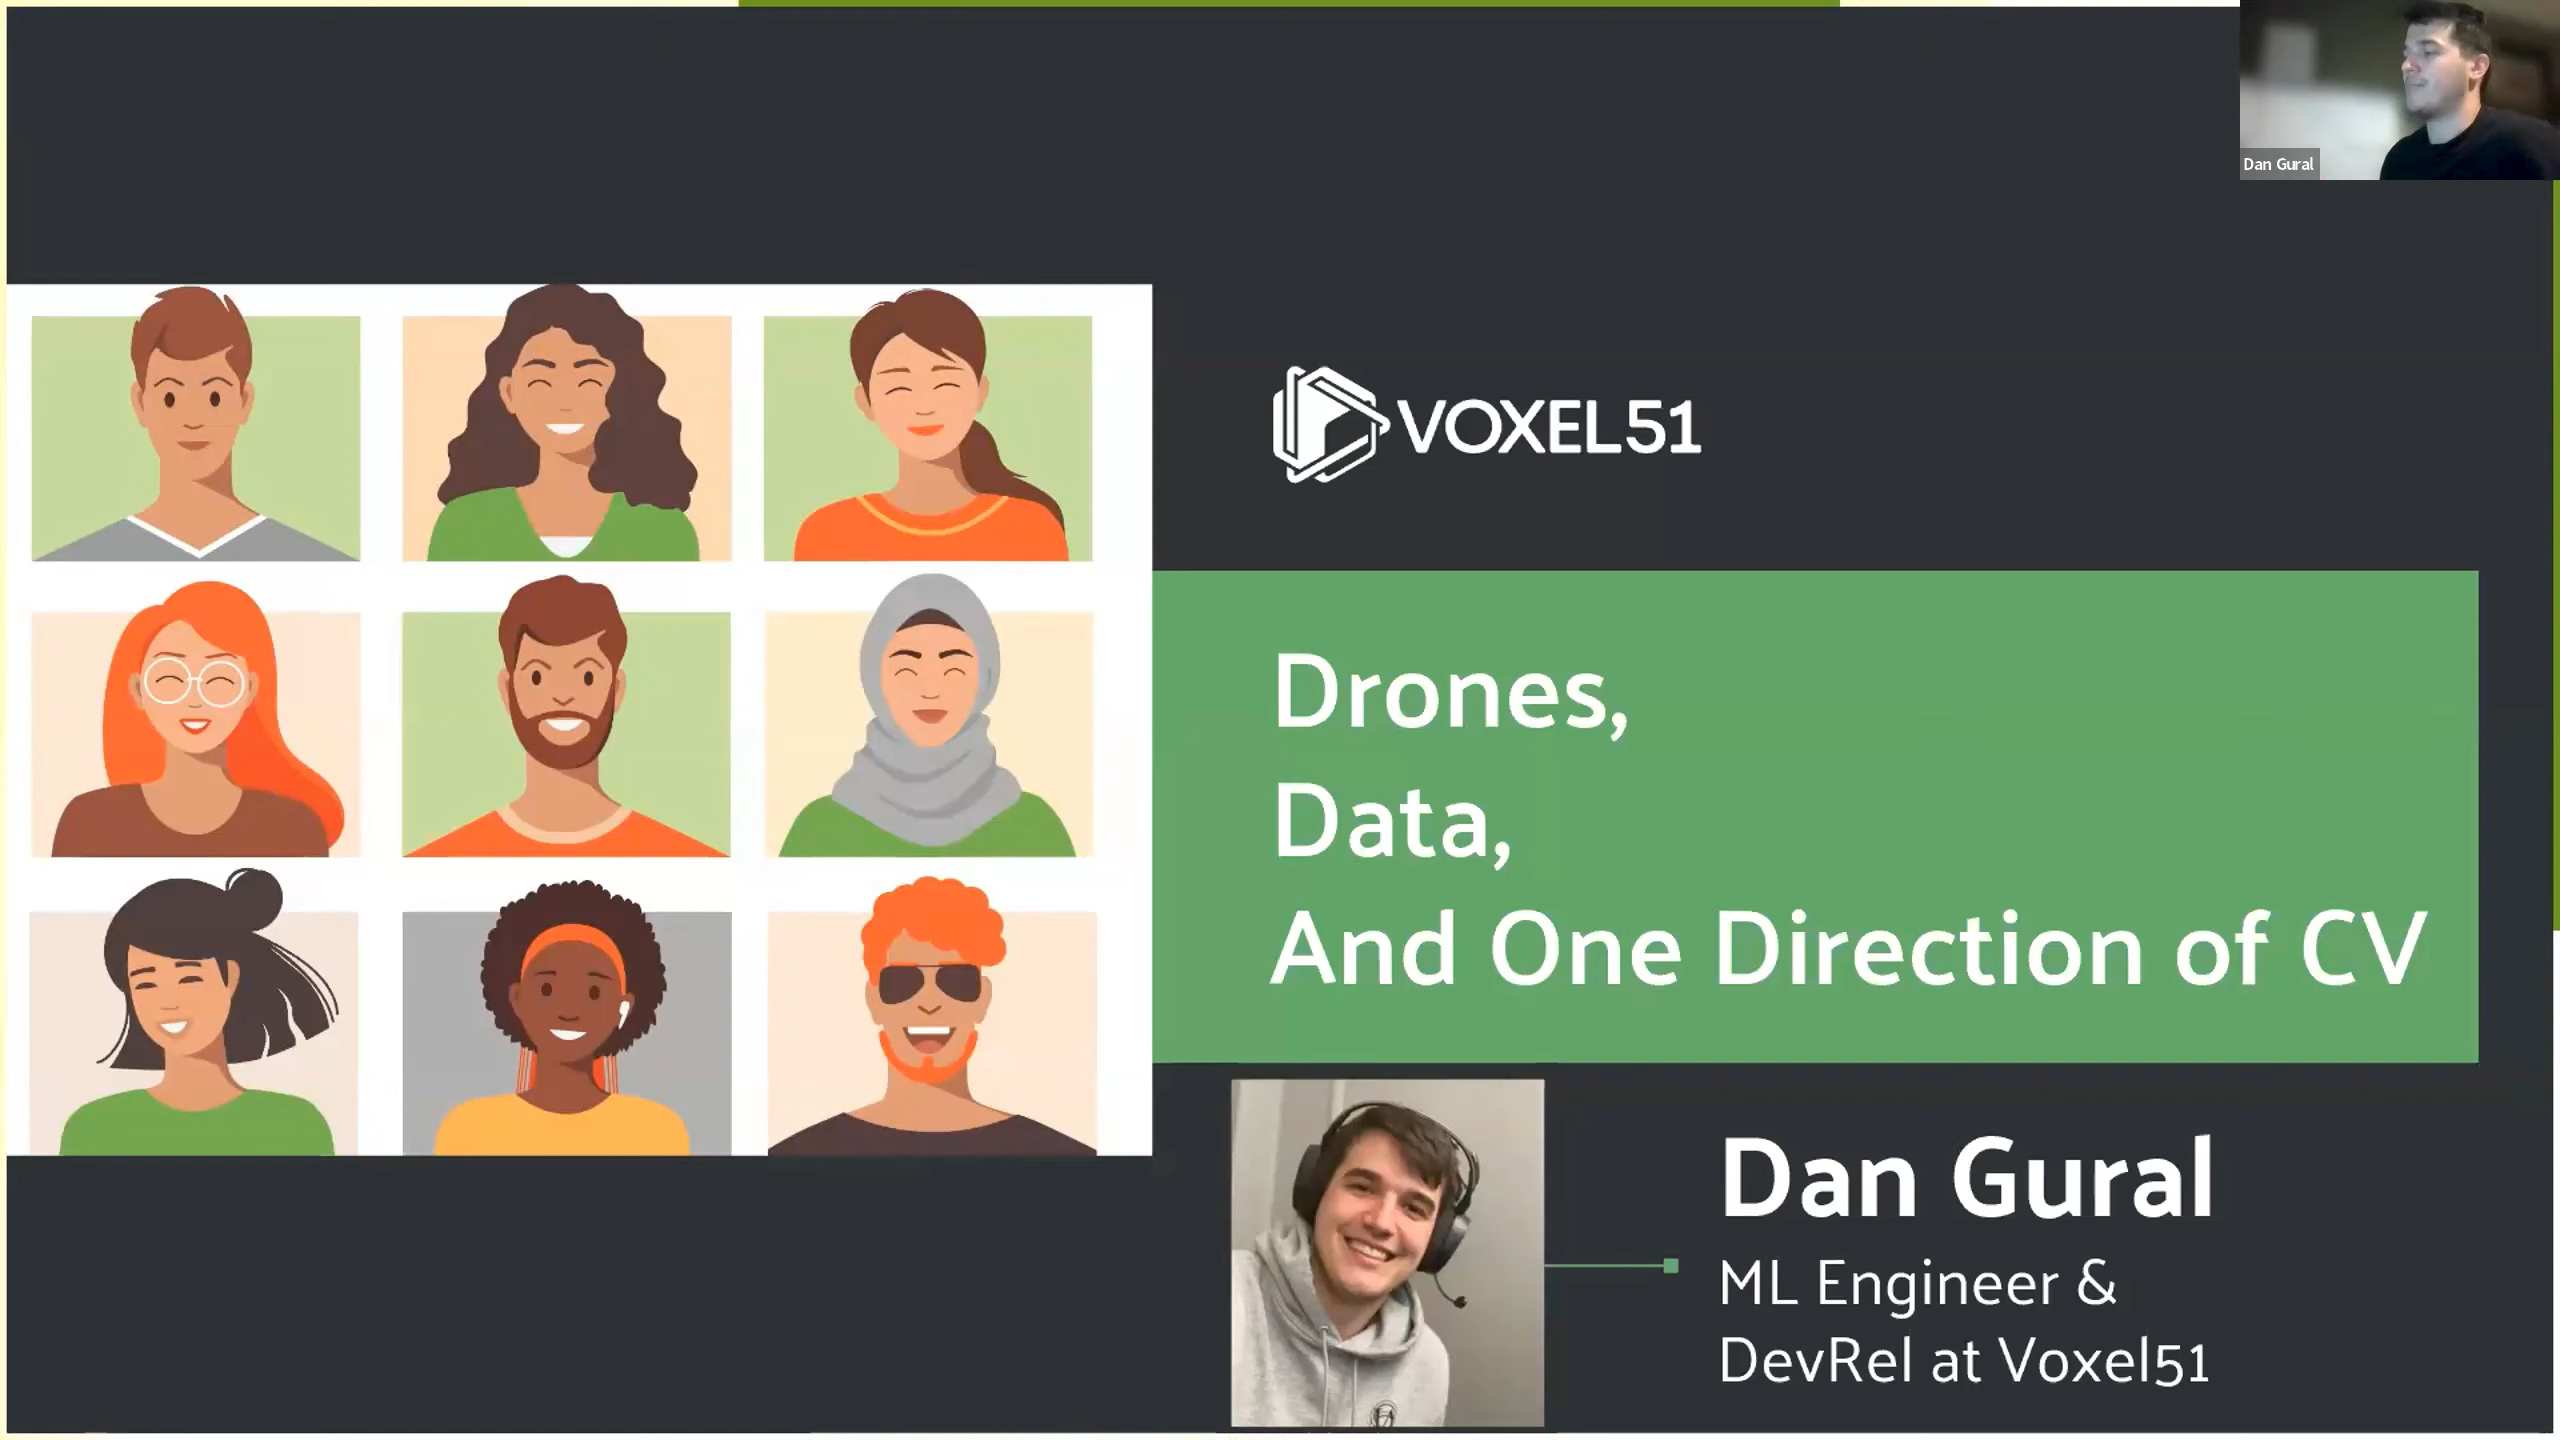 Dan Gural
VOXEL51
Drones,
Data,
And One Direction of CV
Dan Gural
ML Engineer &
DevRel at Voxel51